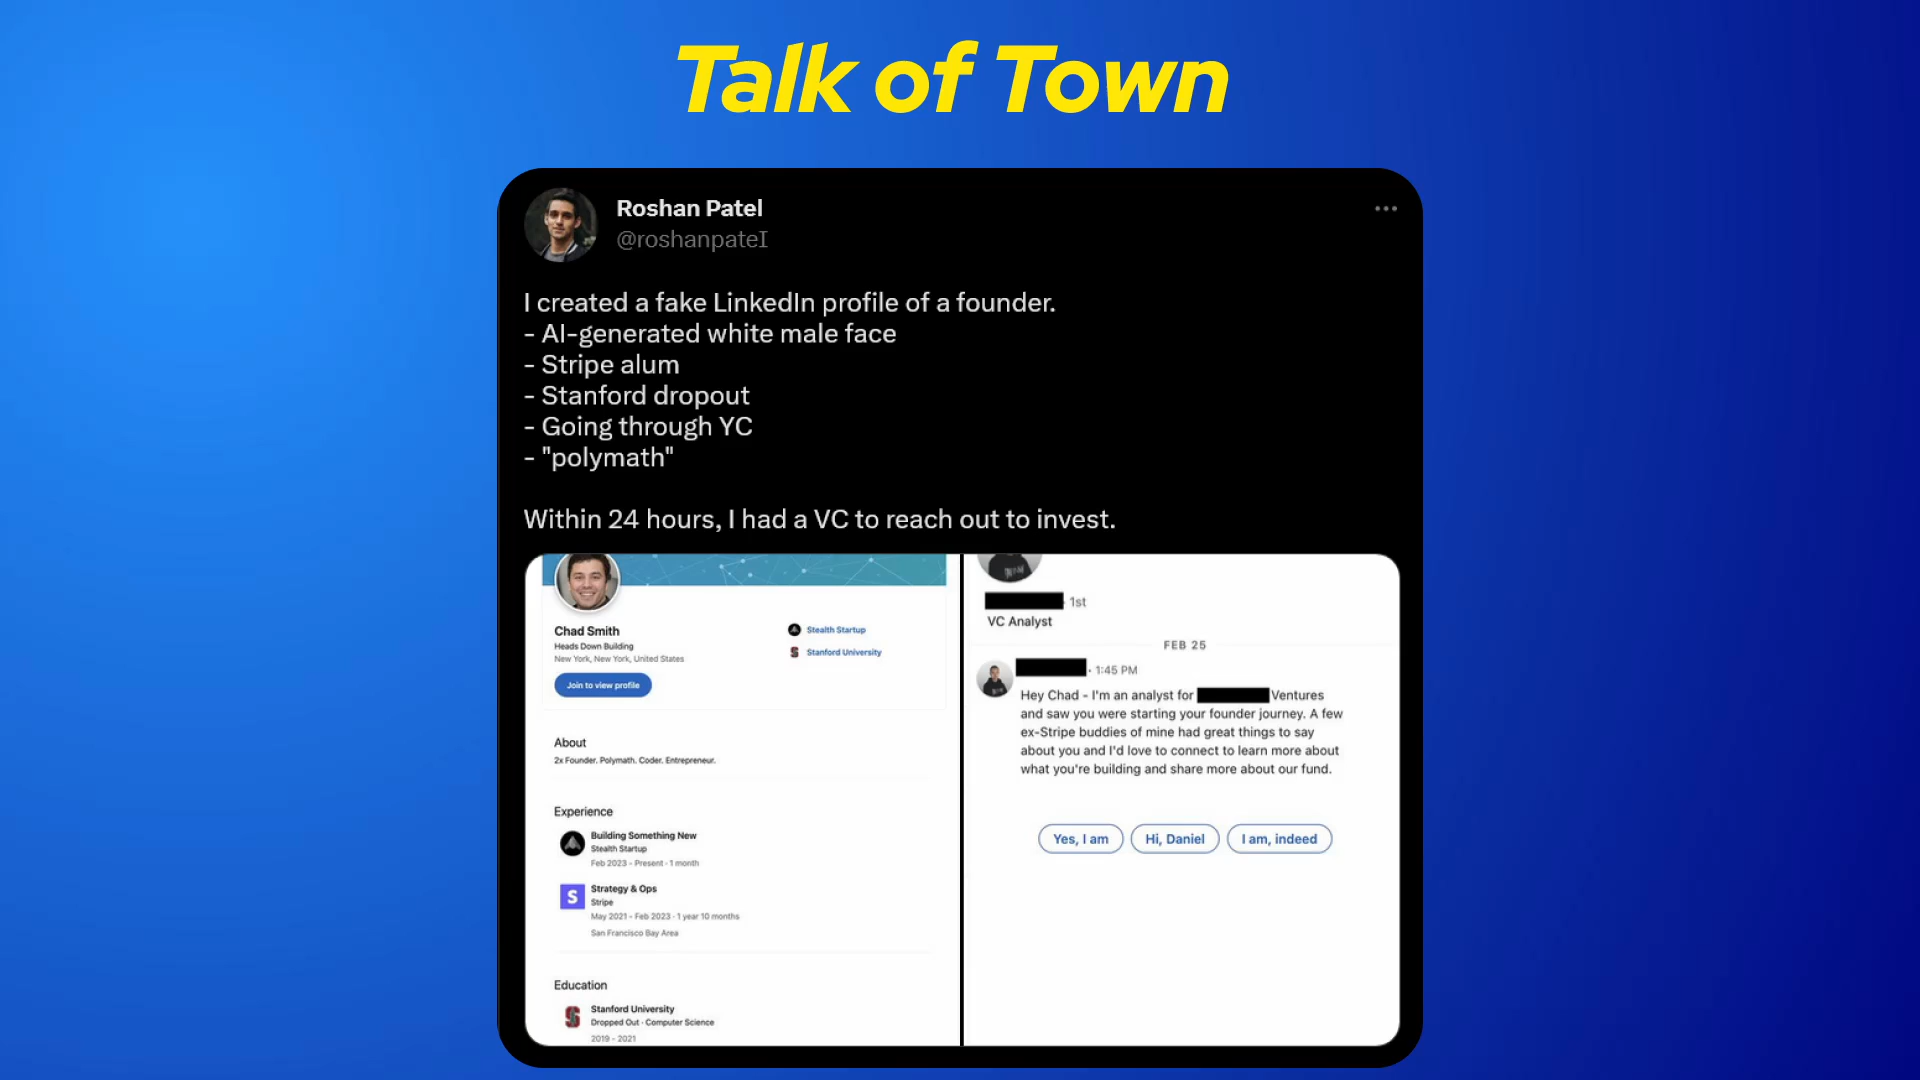 Talk of Town
Roshan Patel
@roshanpateI
I created a fake LinkedIn profile of a founder.
- AI-generated white male face
- Stripe alum
- Stanford dropout
- Going through YC
- "polymath"
Within 24 hours, I had a VC to reach out to invest.
Chad Smith
Heads Down Building
New York, New York, United States
Join to view profile
Stealth Startup
Stanford University
About
2x Founder. Polymath. Coder. Entrepreneur.
Experience
Building Something New
Stealth Startup
Feb 2023 - Present · 1 month
S
Strategy & Ops
Stripe
May 2021 - Feb 2023 · 1 year 10 months
San Francisco Bay Area
Education
Stanford University
Dropped Out · Computer Science
2019 - 2021
· 1st
VC Analyst
FEB 25
· 1:45 PM
Hey Chad - I'm an analyst for Ventures
and saw you were starting your founder journey. A few
ex-Stripe buddies of mine had great things to say
about you and I'd love to connect to learn more about
what you're building and share more about our fund.
Yes, I am
Hi, Daniel
I am, indeed